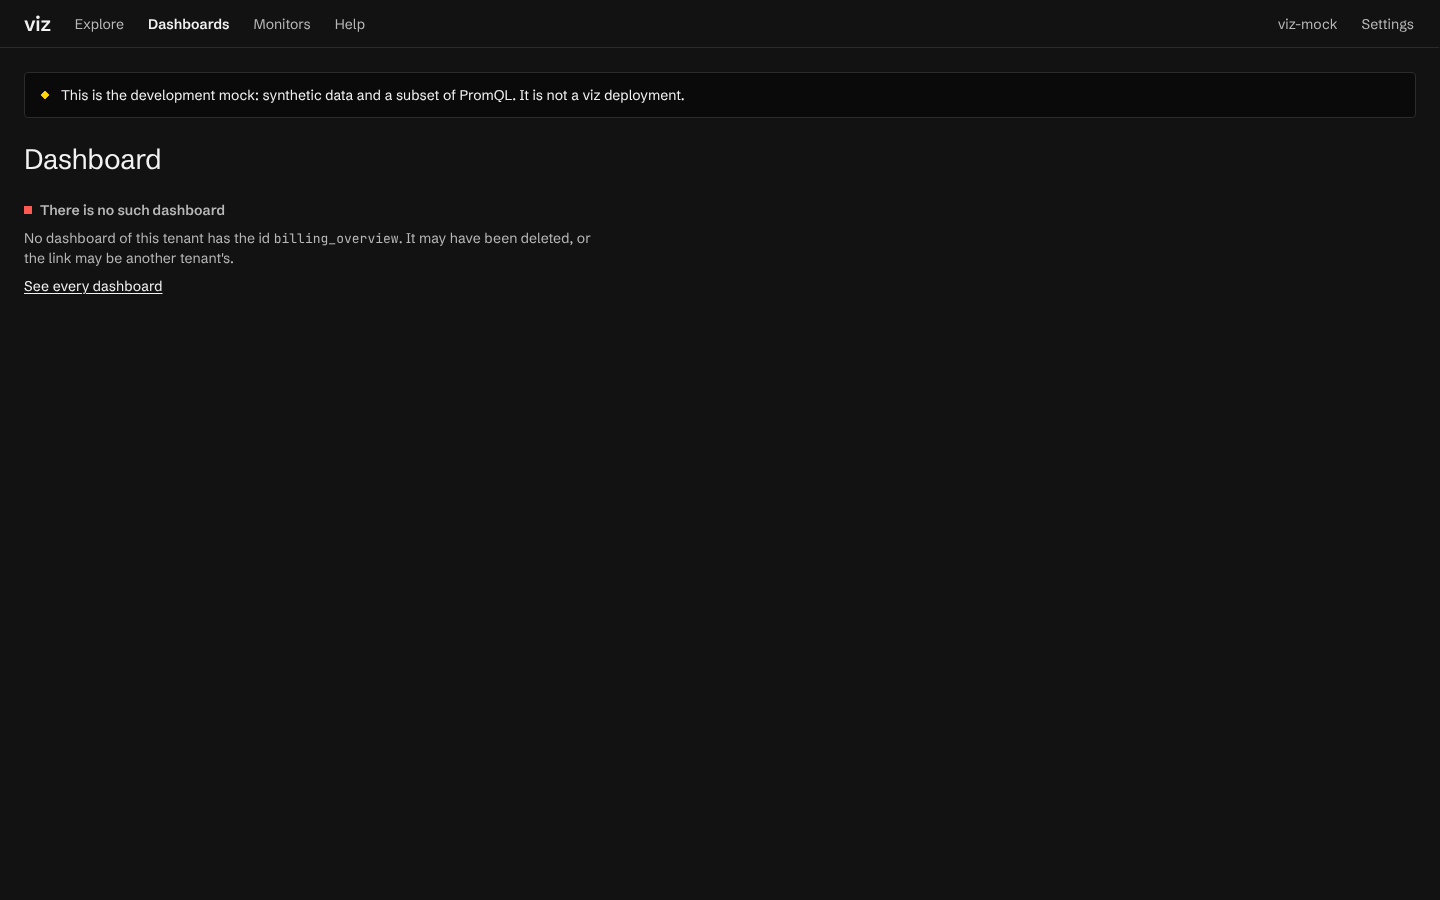 viz Explore Dashboards Monitors Help viz-mock Settings
This is the development mock: synthetic data and a subset of PromQL. It is not a viz deployment.
Dashboard
There is no such dashboard
No dashboard of this tenant has the id billing_overview. It may have been deleted, or
the link may be another tenant's.
See every dashboard